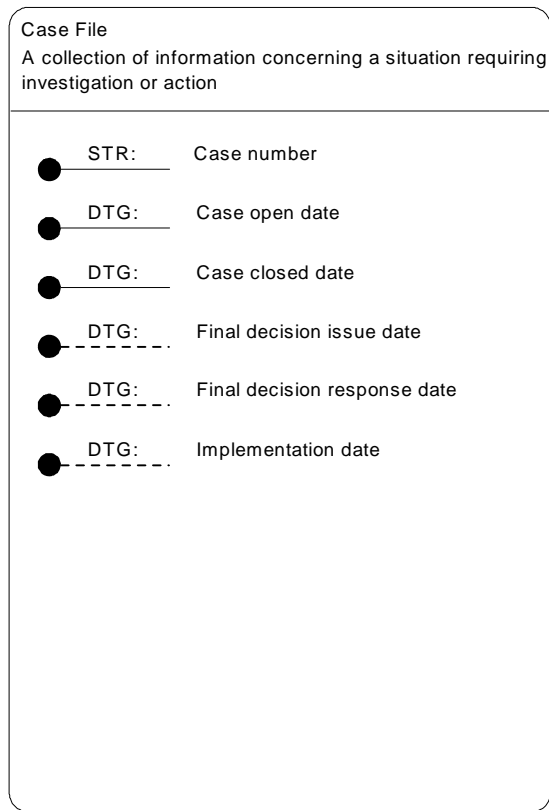 Case File
A collection of information concerning a situation requiring
investigation or action
STR: Case number
DTG: Case open date
DTG: Case closed date
DTG: Final decision issue date
DTG: Final decision response date
DTG: Implementation date